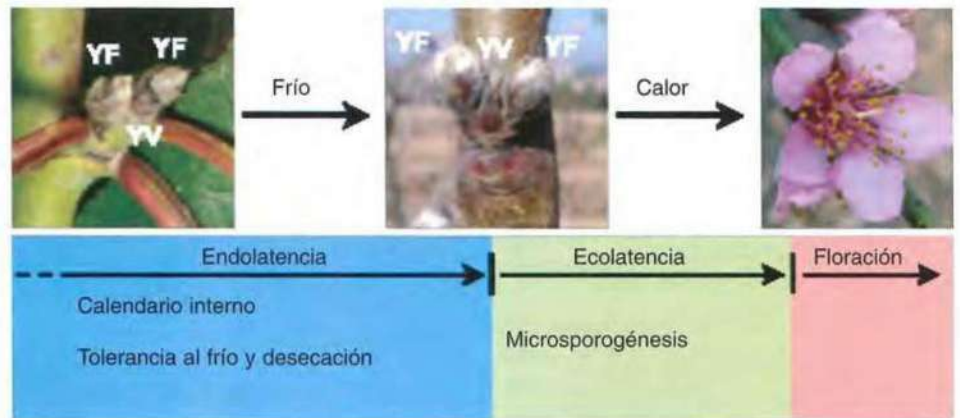 YF YF
YV
Frío
YF YV YF
Calor
Endolatencia
Ecolatencia
Floración
Calendario interno
Tolerancia al frío y desecación
Microsporogénesis